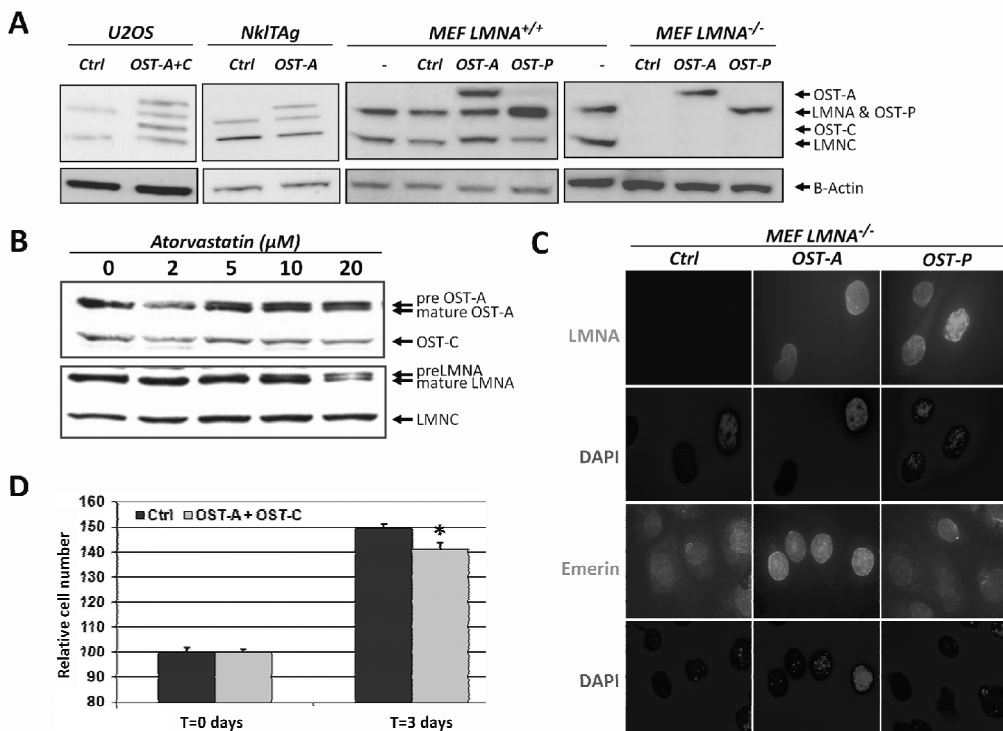 A
U2OS NklTAg MEF LMNA+/+ MEF LMNA-/-
Ctrl OST-A+C Ctrl OST-A - Ctrl OST-A OST-P - Ctrl OST-A OST-P
OST-A
LMNA & OST-P
OST-C
LMNC
B-Actin
B
Atorvastatin (μM)
0 2 5 10 20
pre OST-A
mature OST-A
OST-C
preLMNA
mature LMNA
LMNC
C
MEF LMNA-/-
Ctrl OST-A OST-P
LMNA
DAPI
Emerin
DAPI
D
Relative cell number
160
150
140
130
120
110
100
90
80
Ctrl OST-A + OST-C
*
T=0 days T=3 days